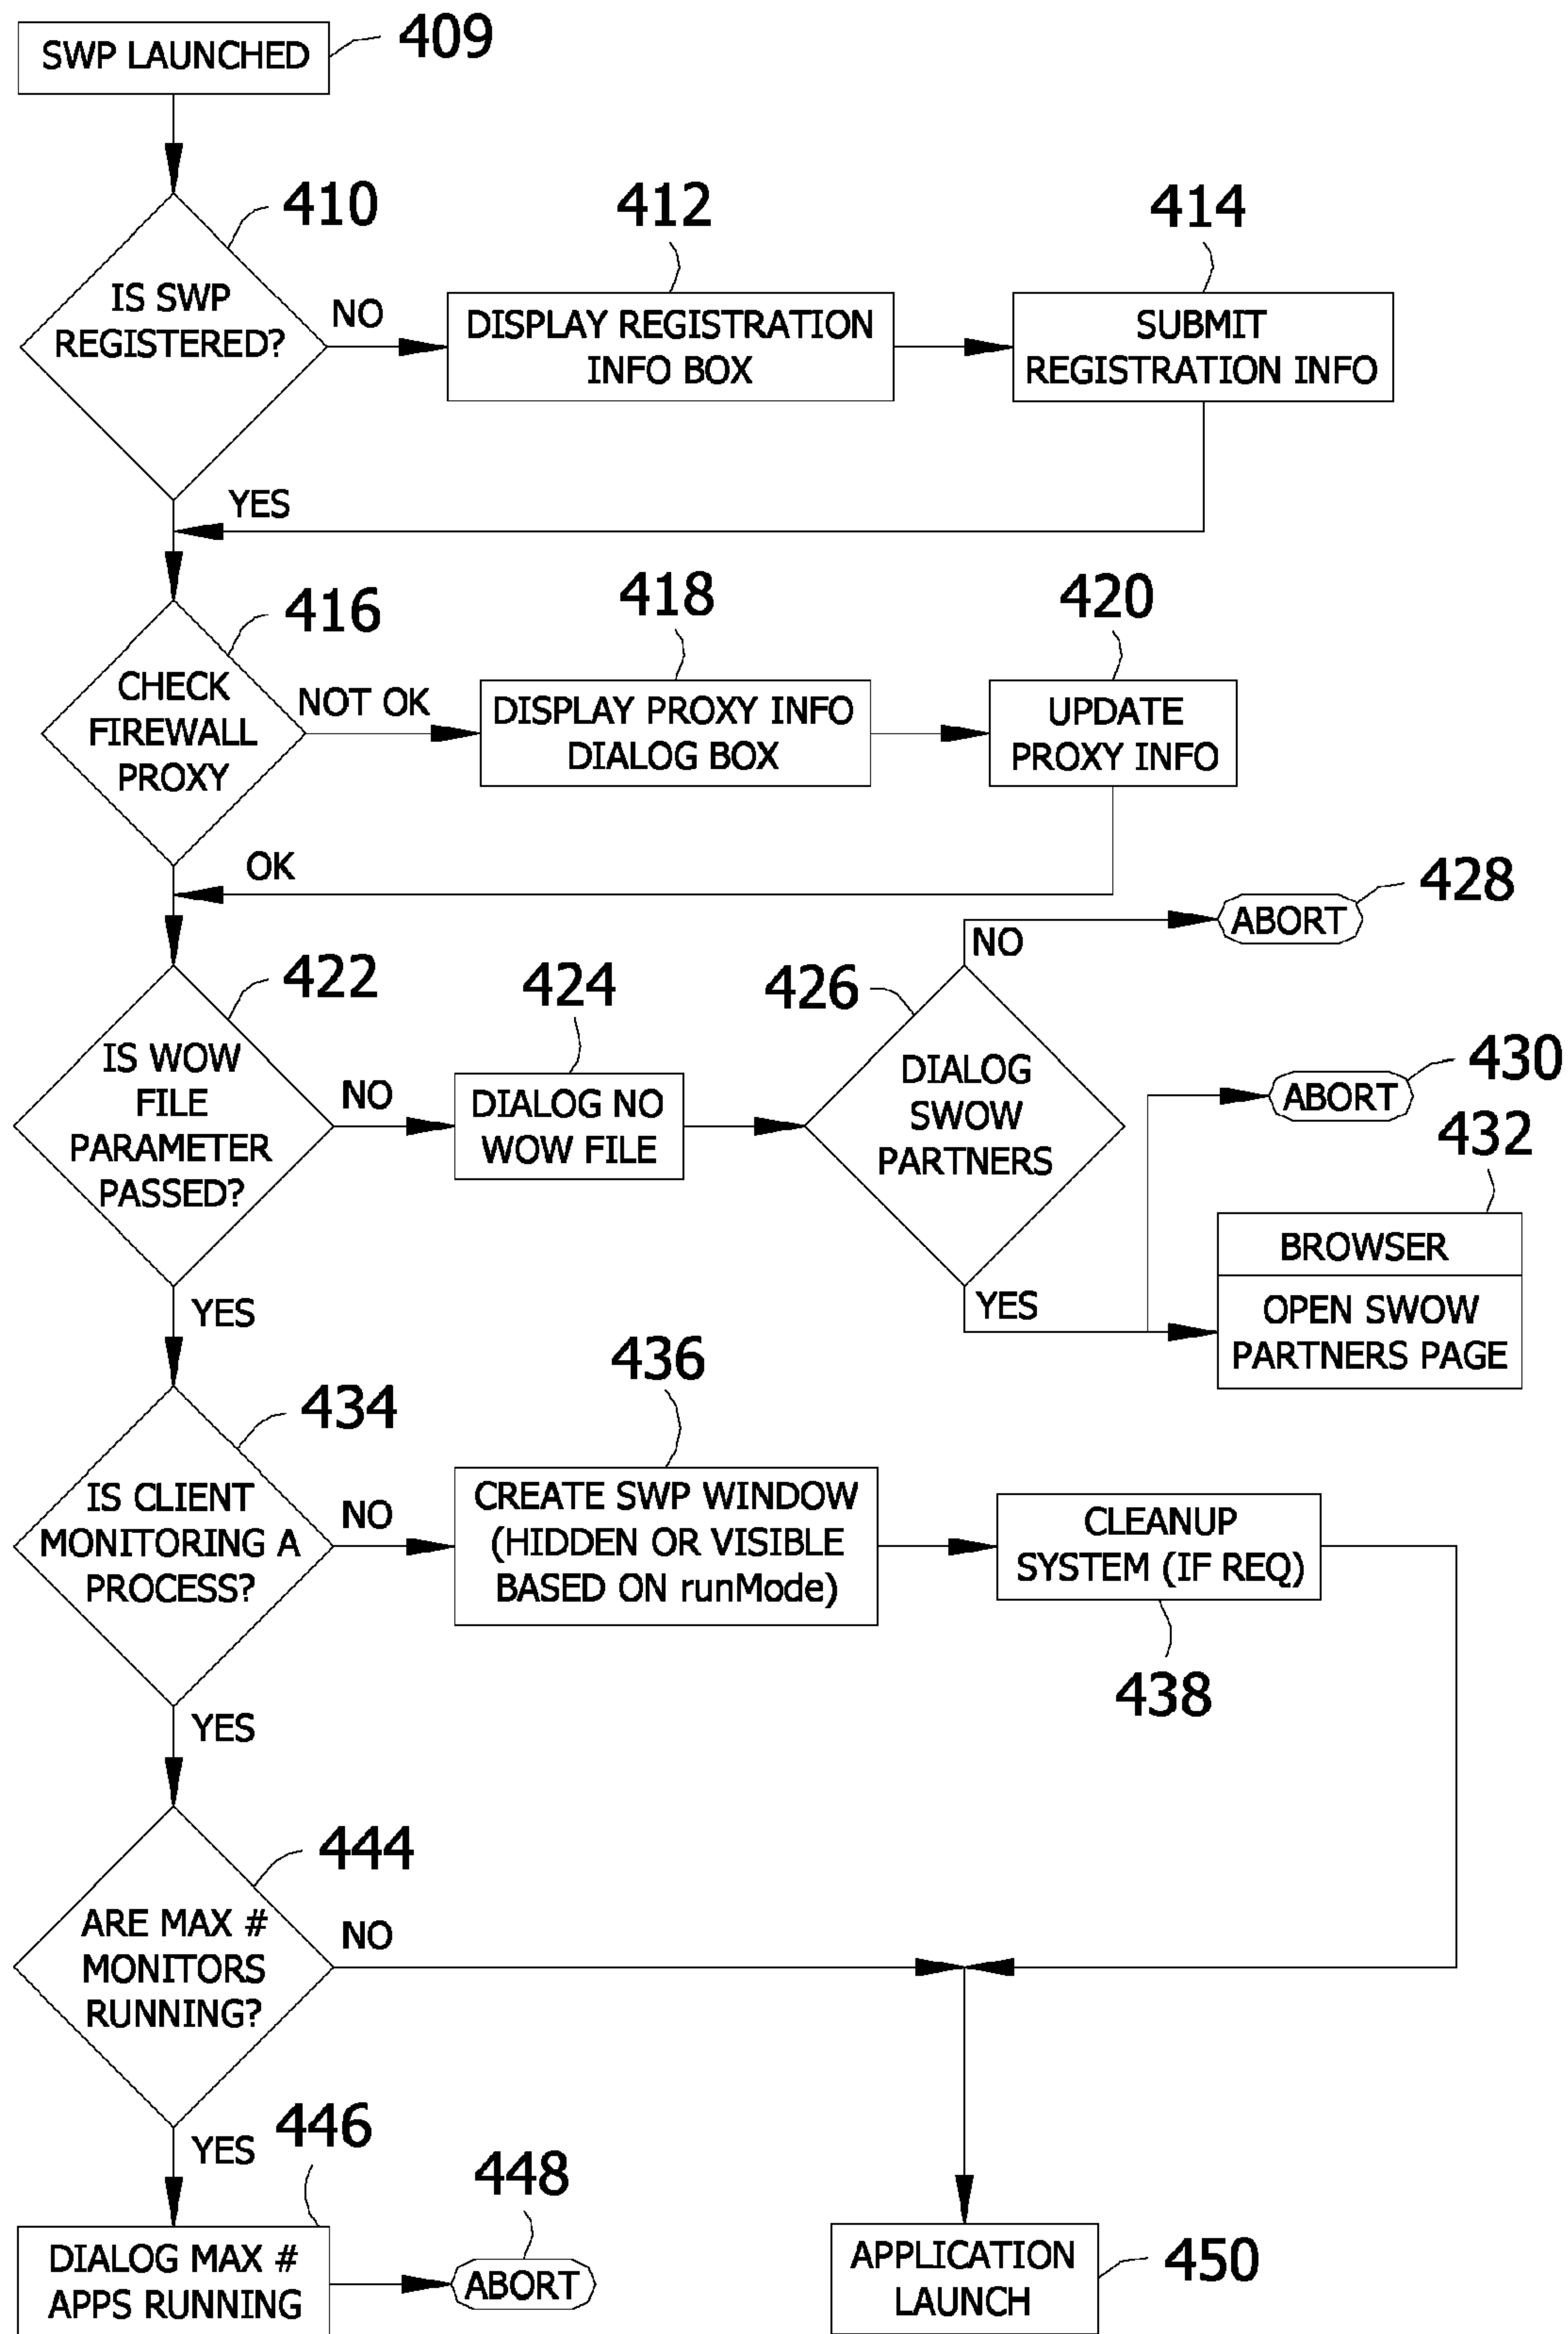 SWP LAUNCHED
409
410
IS SWP
REGISTERED?
NO
412
DISPLAY REGISTRATION
INFO BOX
414
SUBMIT
REGISTRATION INFO
YES
416
CHECK
FIREWALL
PROXY
NOT OK
418
DISPLAY PROXY INFO
DIALOG BOX
420
UPDATE
PROXY INFO
OK
422
IS WOW
FILE
PARAMETER
PASSED?
NO
424
DIALOG NO
WOW FILE
426
DIALOG
SWOW
PARTNERS
NO
ABORT
428
ABORT
430
432
BROWSER
OPEN SWOW
PARTNERS PAGE
YES
YES
434
IS CLIENT
MONITORING A
PROCESS?
NO
436
CREATE SWP WINDOW
(HIDDEN OR VISIBLE
BASED ON runMode)
CLEANUP
SYSTEM (IF REQ)
438
YES
444
ARE MAX #
MONITORS
RUNNING?
NO
YES
446
DIALOG MAX #
APPS RUNNING
448
ABORT
APPLICATION
LAUNCH
450